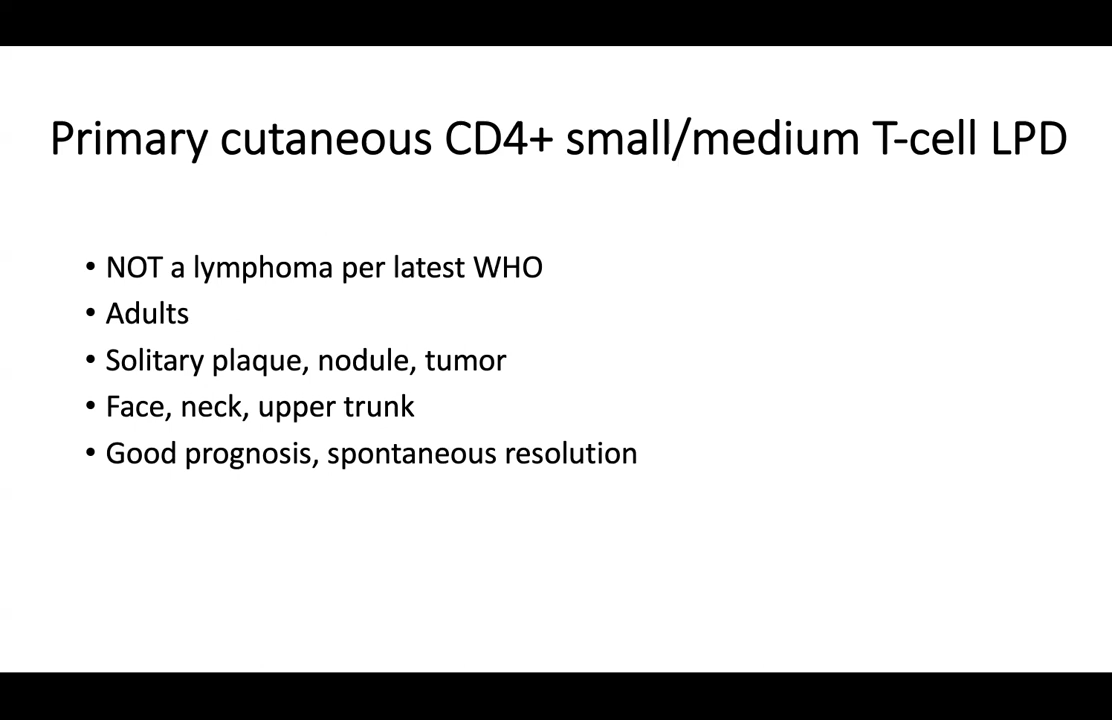 Primary cutaneous CD4+ small/medium T-cell LPD
• NOT a lymphoma per latest WHO
• Adults
• Solitary plaque, nodule, tumor
• Face, neck, upper trunk
• Good prognosis, spontaneous resolution